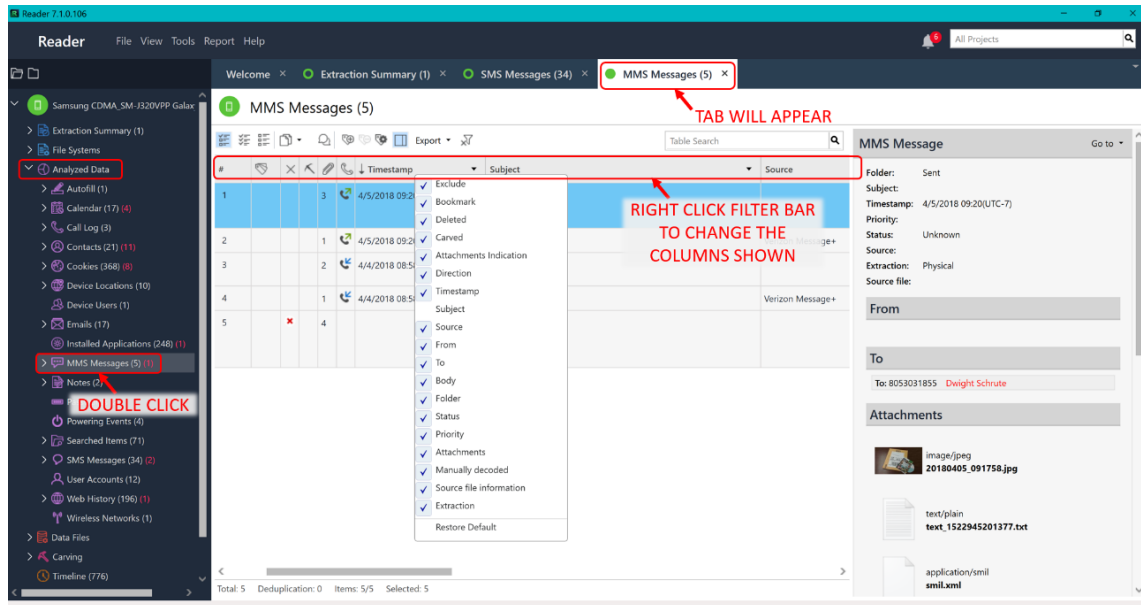 Reader 7.1.0.106
Reader File View Tools Report Help
5
All Projects
Welcome × Extraction Summary (1) × SMS Messages (34) × MMS Messages (5) ×
TAB WILL APPEAR
Samsung CDMA_SM-J320VPP Galax
Extraction Summary (1)
File Systems
Analyzed Data
Autofill (1)
Calendar (17) (4)
Call Log (3)
Contacts (21) (11)
Cookies (368) (8)
Device Locations (10)
Device Users (1)
Emails (17)
Installed Applications (248) (1)
MMS Messages (5) (1)
Notes (2)
DOUBLE CLICK
Powering Events (4)
Searched Items (71)
SMS Messages (34) (2)
User Accounts (12)
Web History (196) (1)
Wireless Networks (1)
Data Files
Carving
Timeline (776)
MMS Messages (5)
Export
Table Search
# Timestamp Subject Source
1 3 4/5/2018 09:2
2 1 4/5/2018 09:2
3 2 4/4/2018 08:5
4 1 4/4/2018 08:5 Verizon Message+
5 4
Exclude
Bookmark
Deleted
Carved
Attachments Indication
Direction
Timestamp
Subject
Source
From
To
Body
Folder
Status
Priority
Attachments
Manually decoded
Source file information
Extraction
Restore Default
RIGHT CLICK FILTER BAR
TO CHANGE THE
COLUMNS SHOWN
Total: 5 Deduplication: 0 Items: 5/5 Selected: 5
MMS Message Go to
Folder: Sent
Subject:
Timestamp: 4/5/2018 09:20(UTC-7)
Priority:
Status: Unknown
Source:
Extraction: Physical
Source file:
From
To
To: 8053031855 Dwight Schrute
Attachments
image/jpeg
20180405_091758.jpg
text/plain
text_1522945201377.txt
application/smil
smil.xml